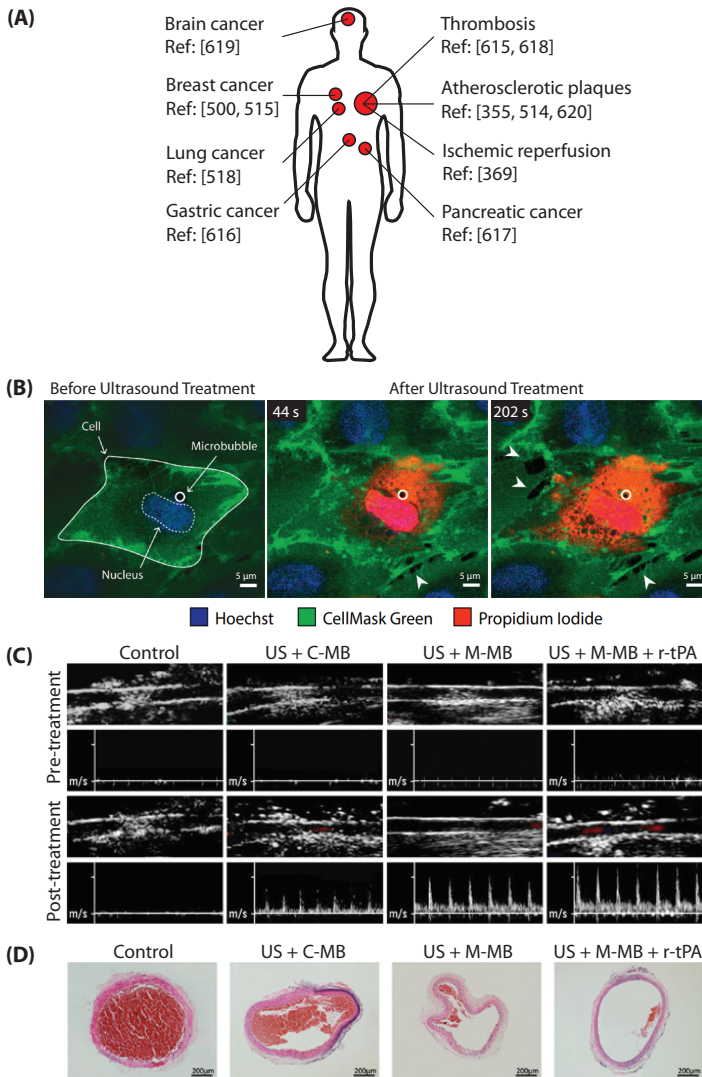 (A)
Brain cancer
Ref: [619]
Breast cancer
Ref: [500, 515]
Lung cancer
Ref: [518]
Gastric cancer
Ref: [616]
Thrombosis
Ref: [615, 618]
Atherosclerotic plaques
Ref: [355, 514, 620]
Ischemic reperfusion
Ref: [369]
Pancreatic cancer
Ref: [617]
(B)
Before Ultrasound Treatment
After Ultrasound Treatment
Cell
Microbubble
Nucleus
5 µm
44 s
5 µm
202 s
5 µm
Hoechst
CellMask Green
Propidium Iodide
(C)
Control
US + C-MB
US + M-MB
US + M-MB + r-tPA
Pre-treatment
m/s
m/s
m/s
m/s
Post-treatment
m/s
m/s
m/s
m/s
(D)
Control
US + C-MB
US + M-MB
US + M-MB + r-tPA
200µm
200µm
200µm
200µm